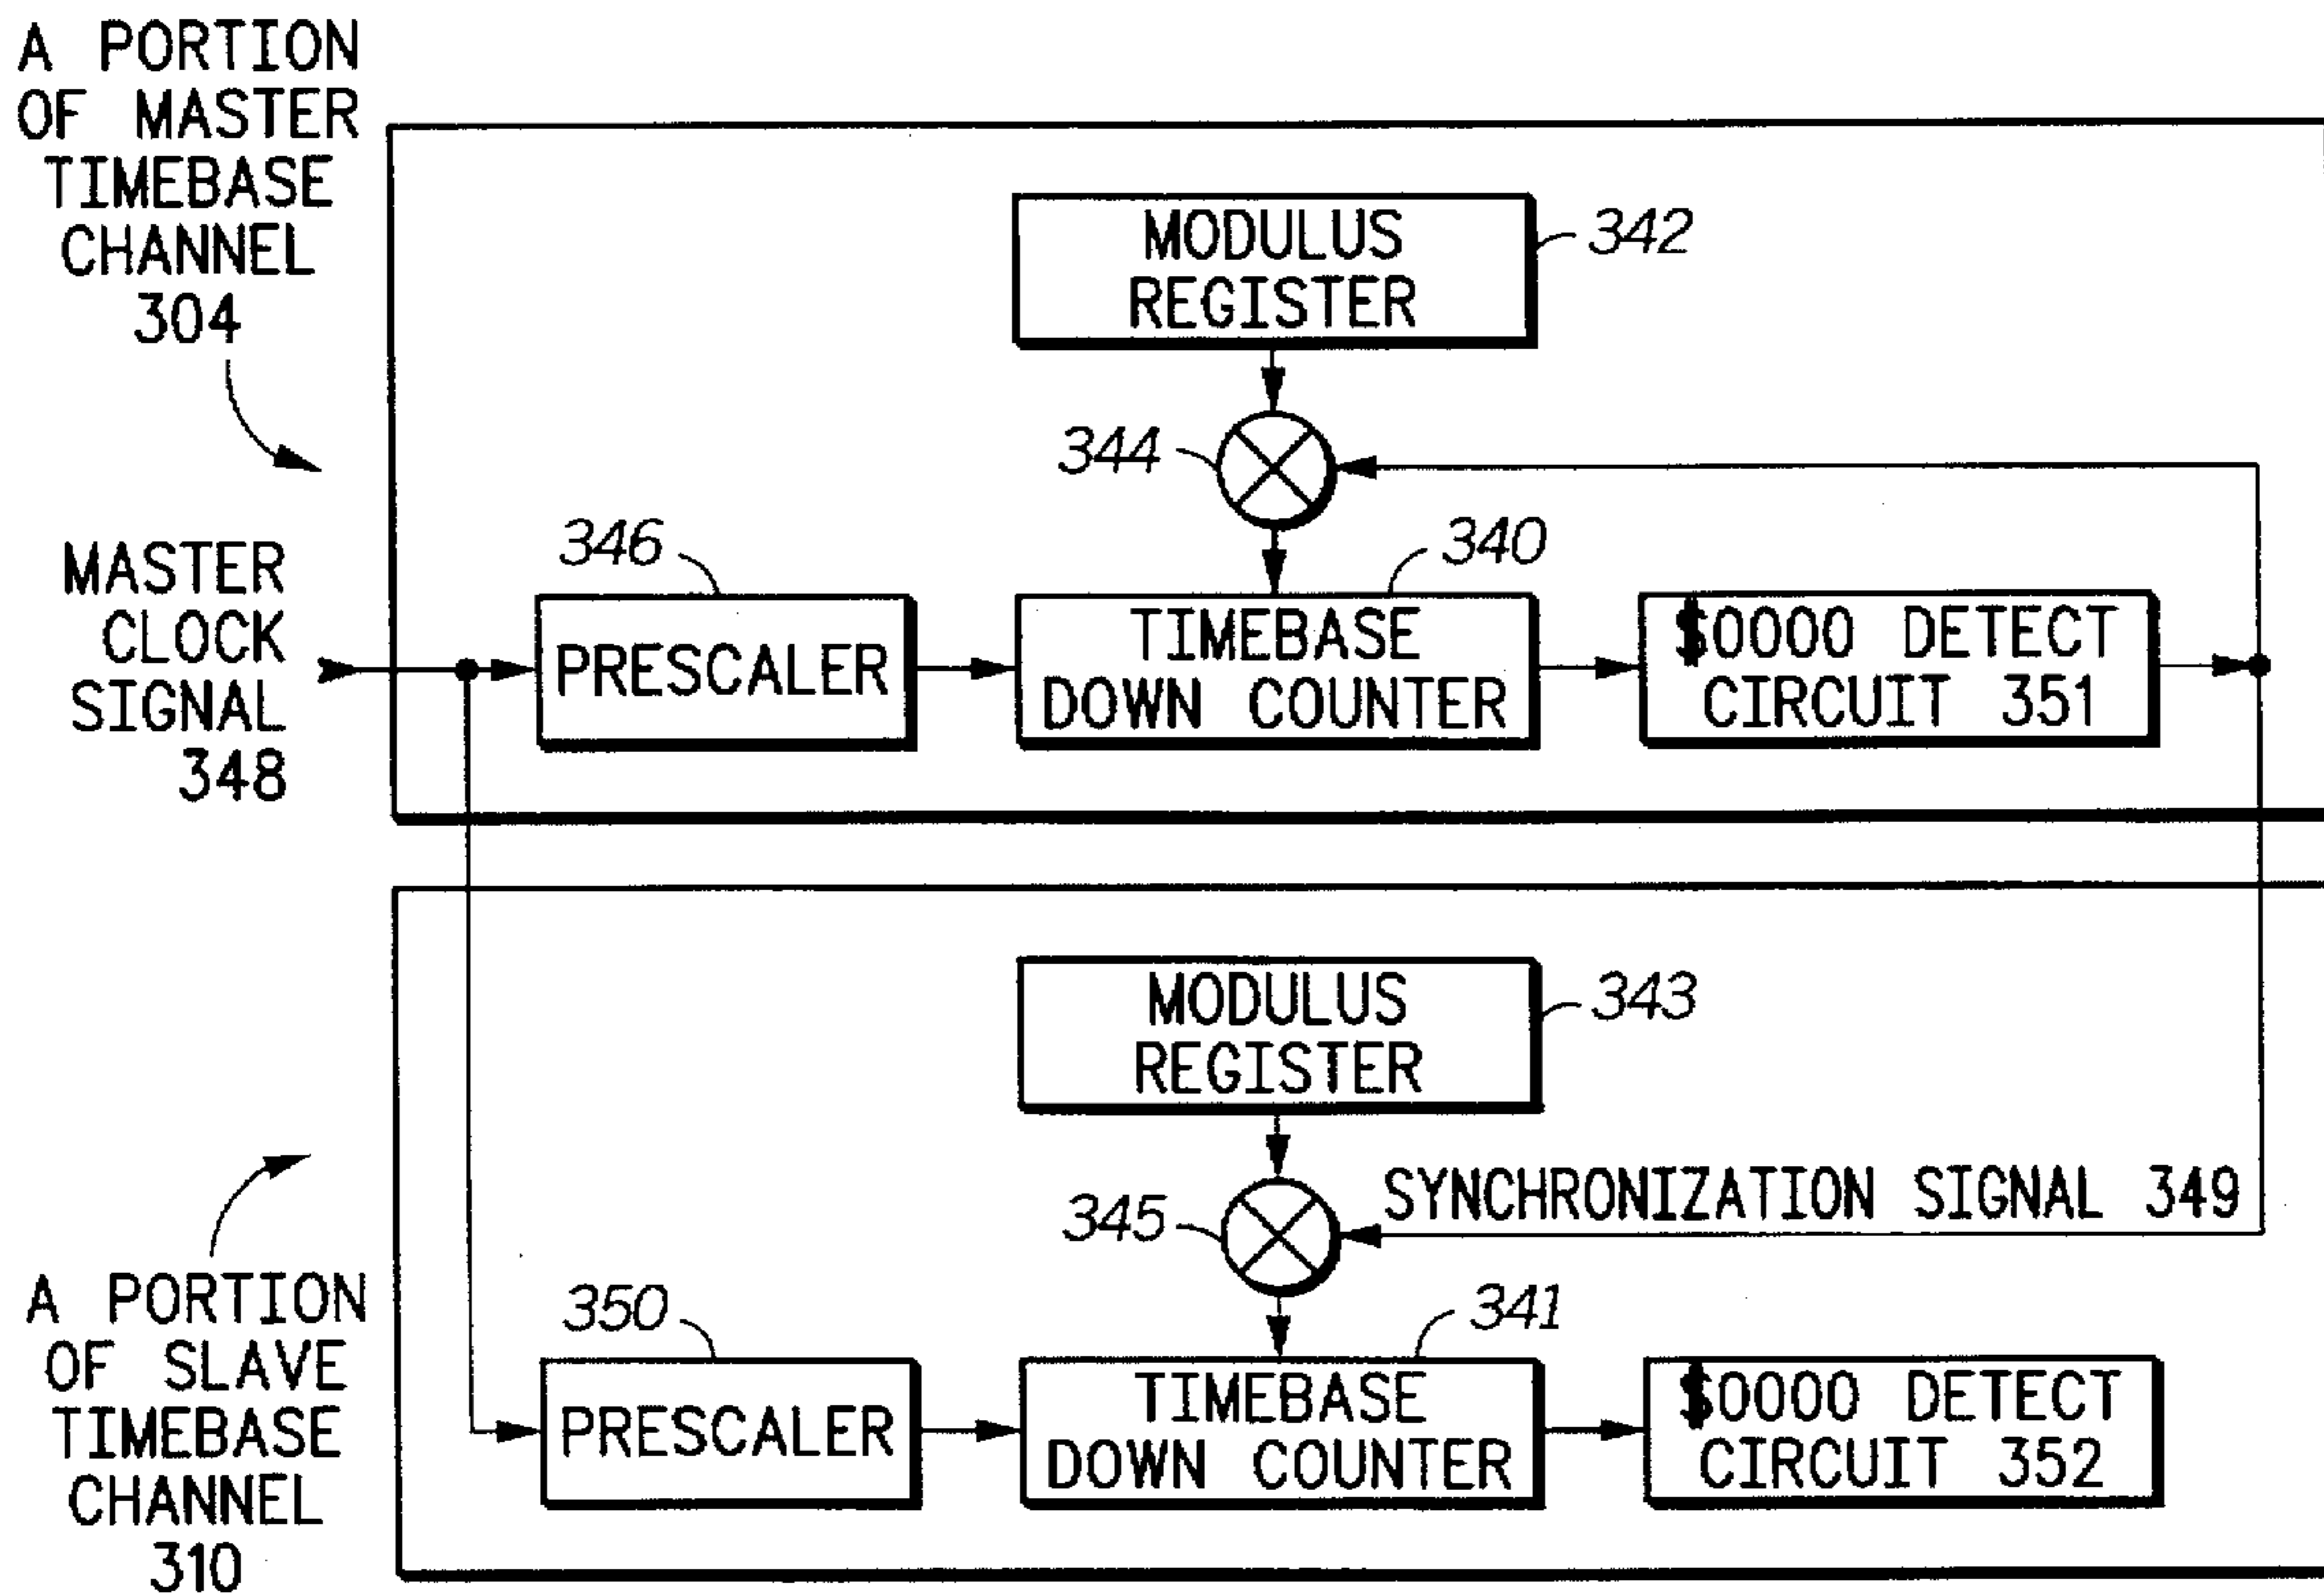 A PORTION
OF MASTER
TIMEBASE
CHANNEL
304
MODULUS
REGISTER
342
344
346
340
MASTER
CLOCK
SIGNAL
348
PRESCALER
TIMEBASE
DOWN COUNTER
$0000 DETECT
CIRCUIT 351
MODULUS
REGISTER
343
345
SYNCHRONIZATION SIGNAL 349
350
341
A PORTION
OF SLAVE
TIMEBASE
CHANNEL
310
PRESCALER
TIMEBASE
DOWN COUNTER
$0000 DETECT
CIRCUIT 352